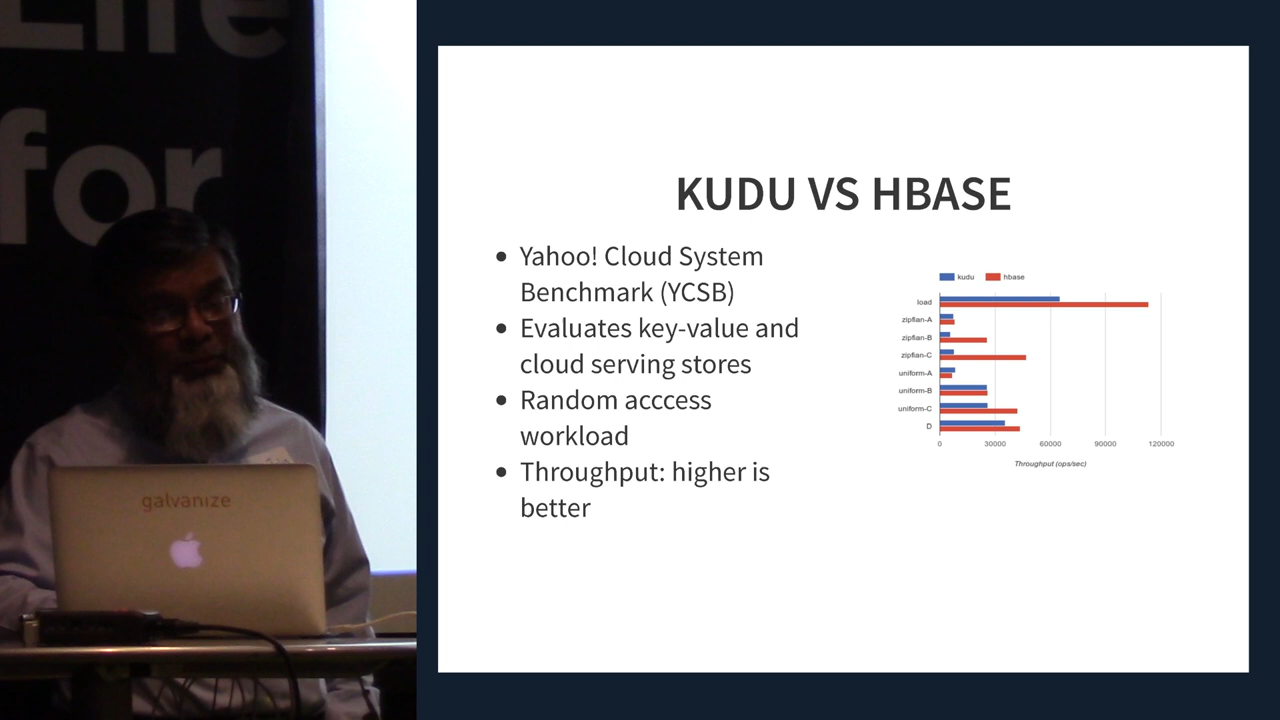 Life
for
galvanize
KUDU VS HBASE
Yahoo! Cloud System
Benchmark (YCSB)
Evaluates key-value and
cloud serving stores
Random acccess
workload
Throughput: higher is
better
kudu hbase
load
zipfian-A
zipfian-B
zipfian-C
uniform-A
uniform-B
uniform-C
D
0 30000 60000 90000 120000
Throughput (ops/sec)